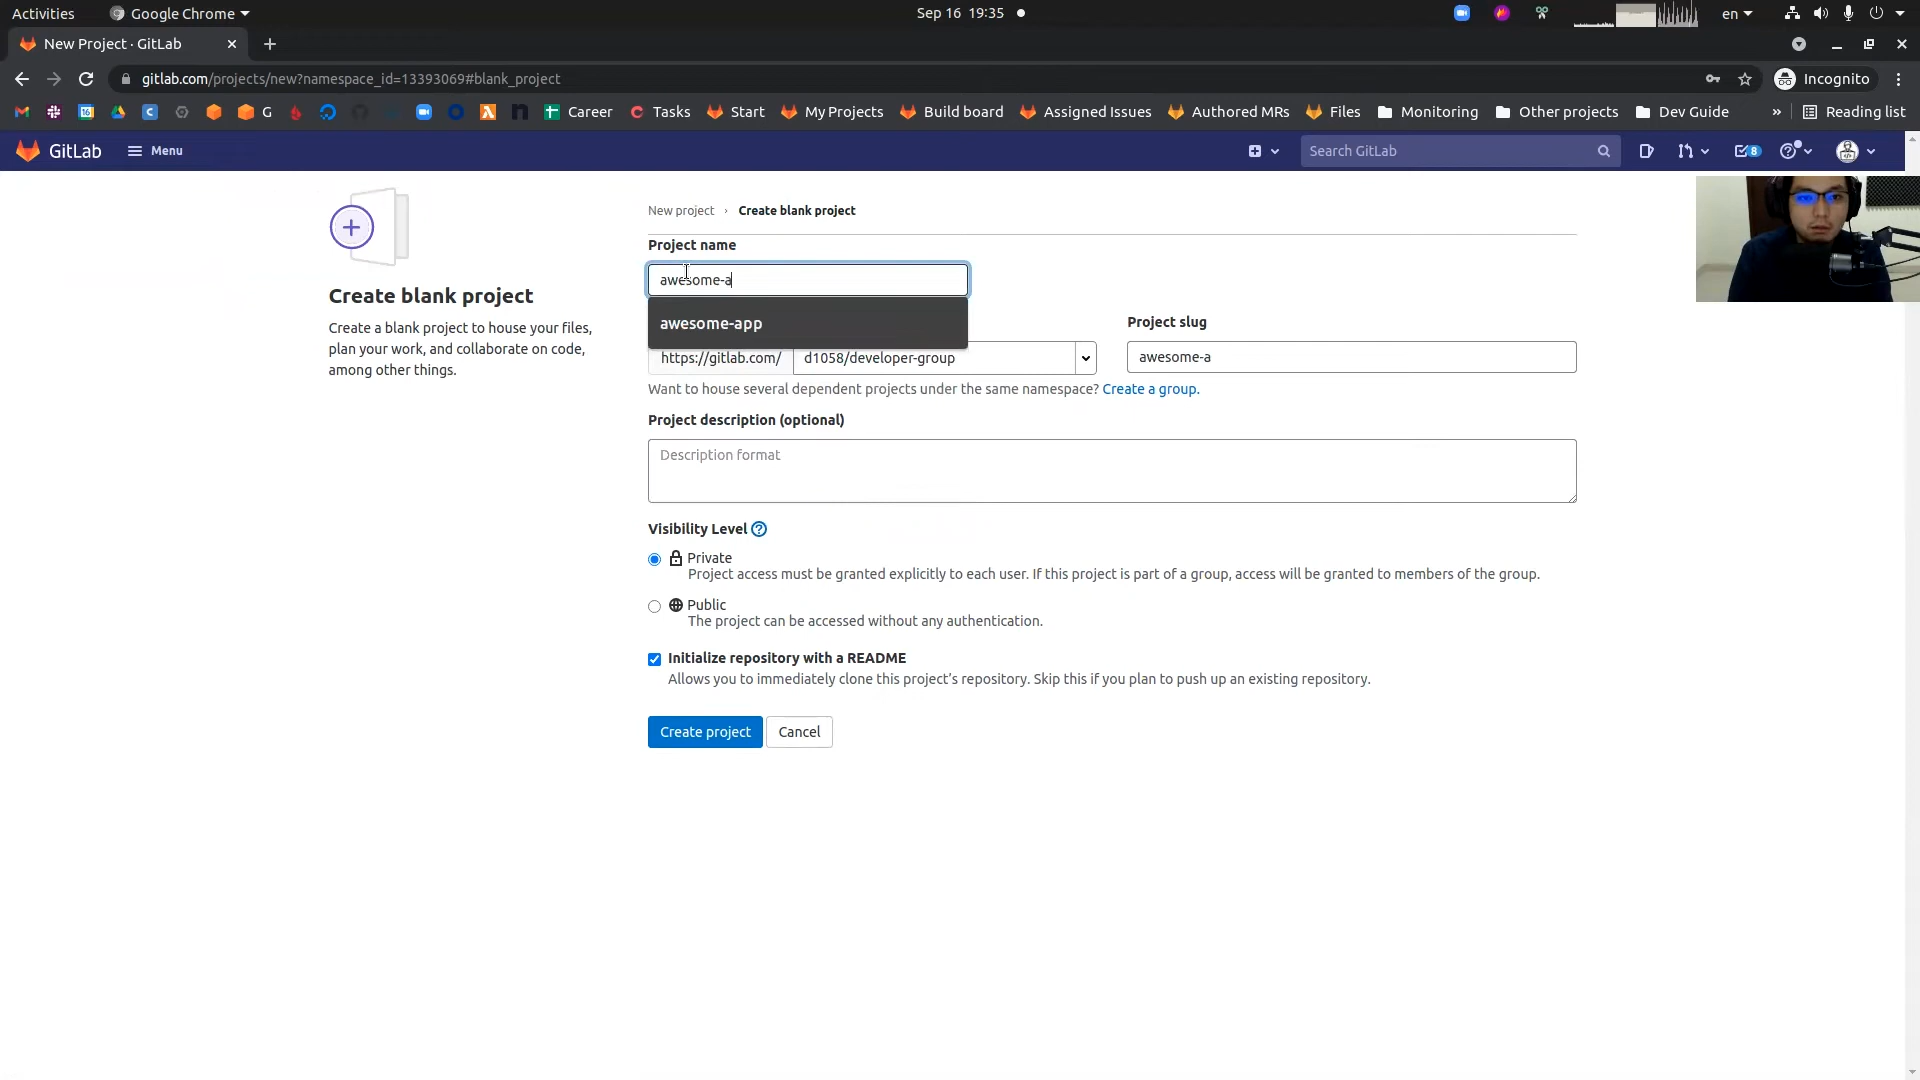 Activities
Google Chrome
Sep 16 19:35
en
New Project · GitLab
gitlab.com/projects/new?namespace_id=13393069#blank_project
Incognito
G
Career
Tasks
Start
My Projects
Build board
Assigned Issues
Authored MRs
Files
Monitoring
Other projects
Dev Guide
»
Reading list
GitLab
Menu
Search GitLab
8
New project › Create blank project
Project name
awesome-a
awesome-app
Create blank project
Create a blank project to house your files,
plan your work, and collaborate on code,
among other things.
Project slug
https://gitlab.com/
d1058/developer-group
awesome-a
Want to house several dependent projects under the same namespace? Create a group.
Project description (optional)
Description format
Visibility Level
Private
Project access must be granted explicitly to each user. If this project is part of a group, access will be granted to members of the group.
Public
The project can be accessed without any authentication.
Initialize repository with a README
Allows you to immediately clone this project's repository. Skip this if you plan to push up an existing repository.
Create project
Cancel